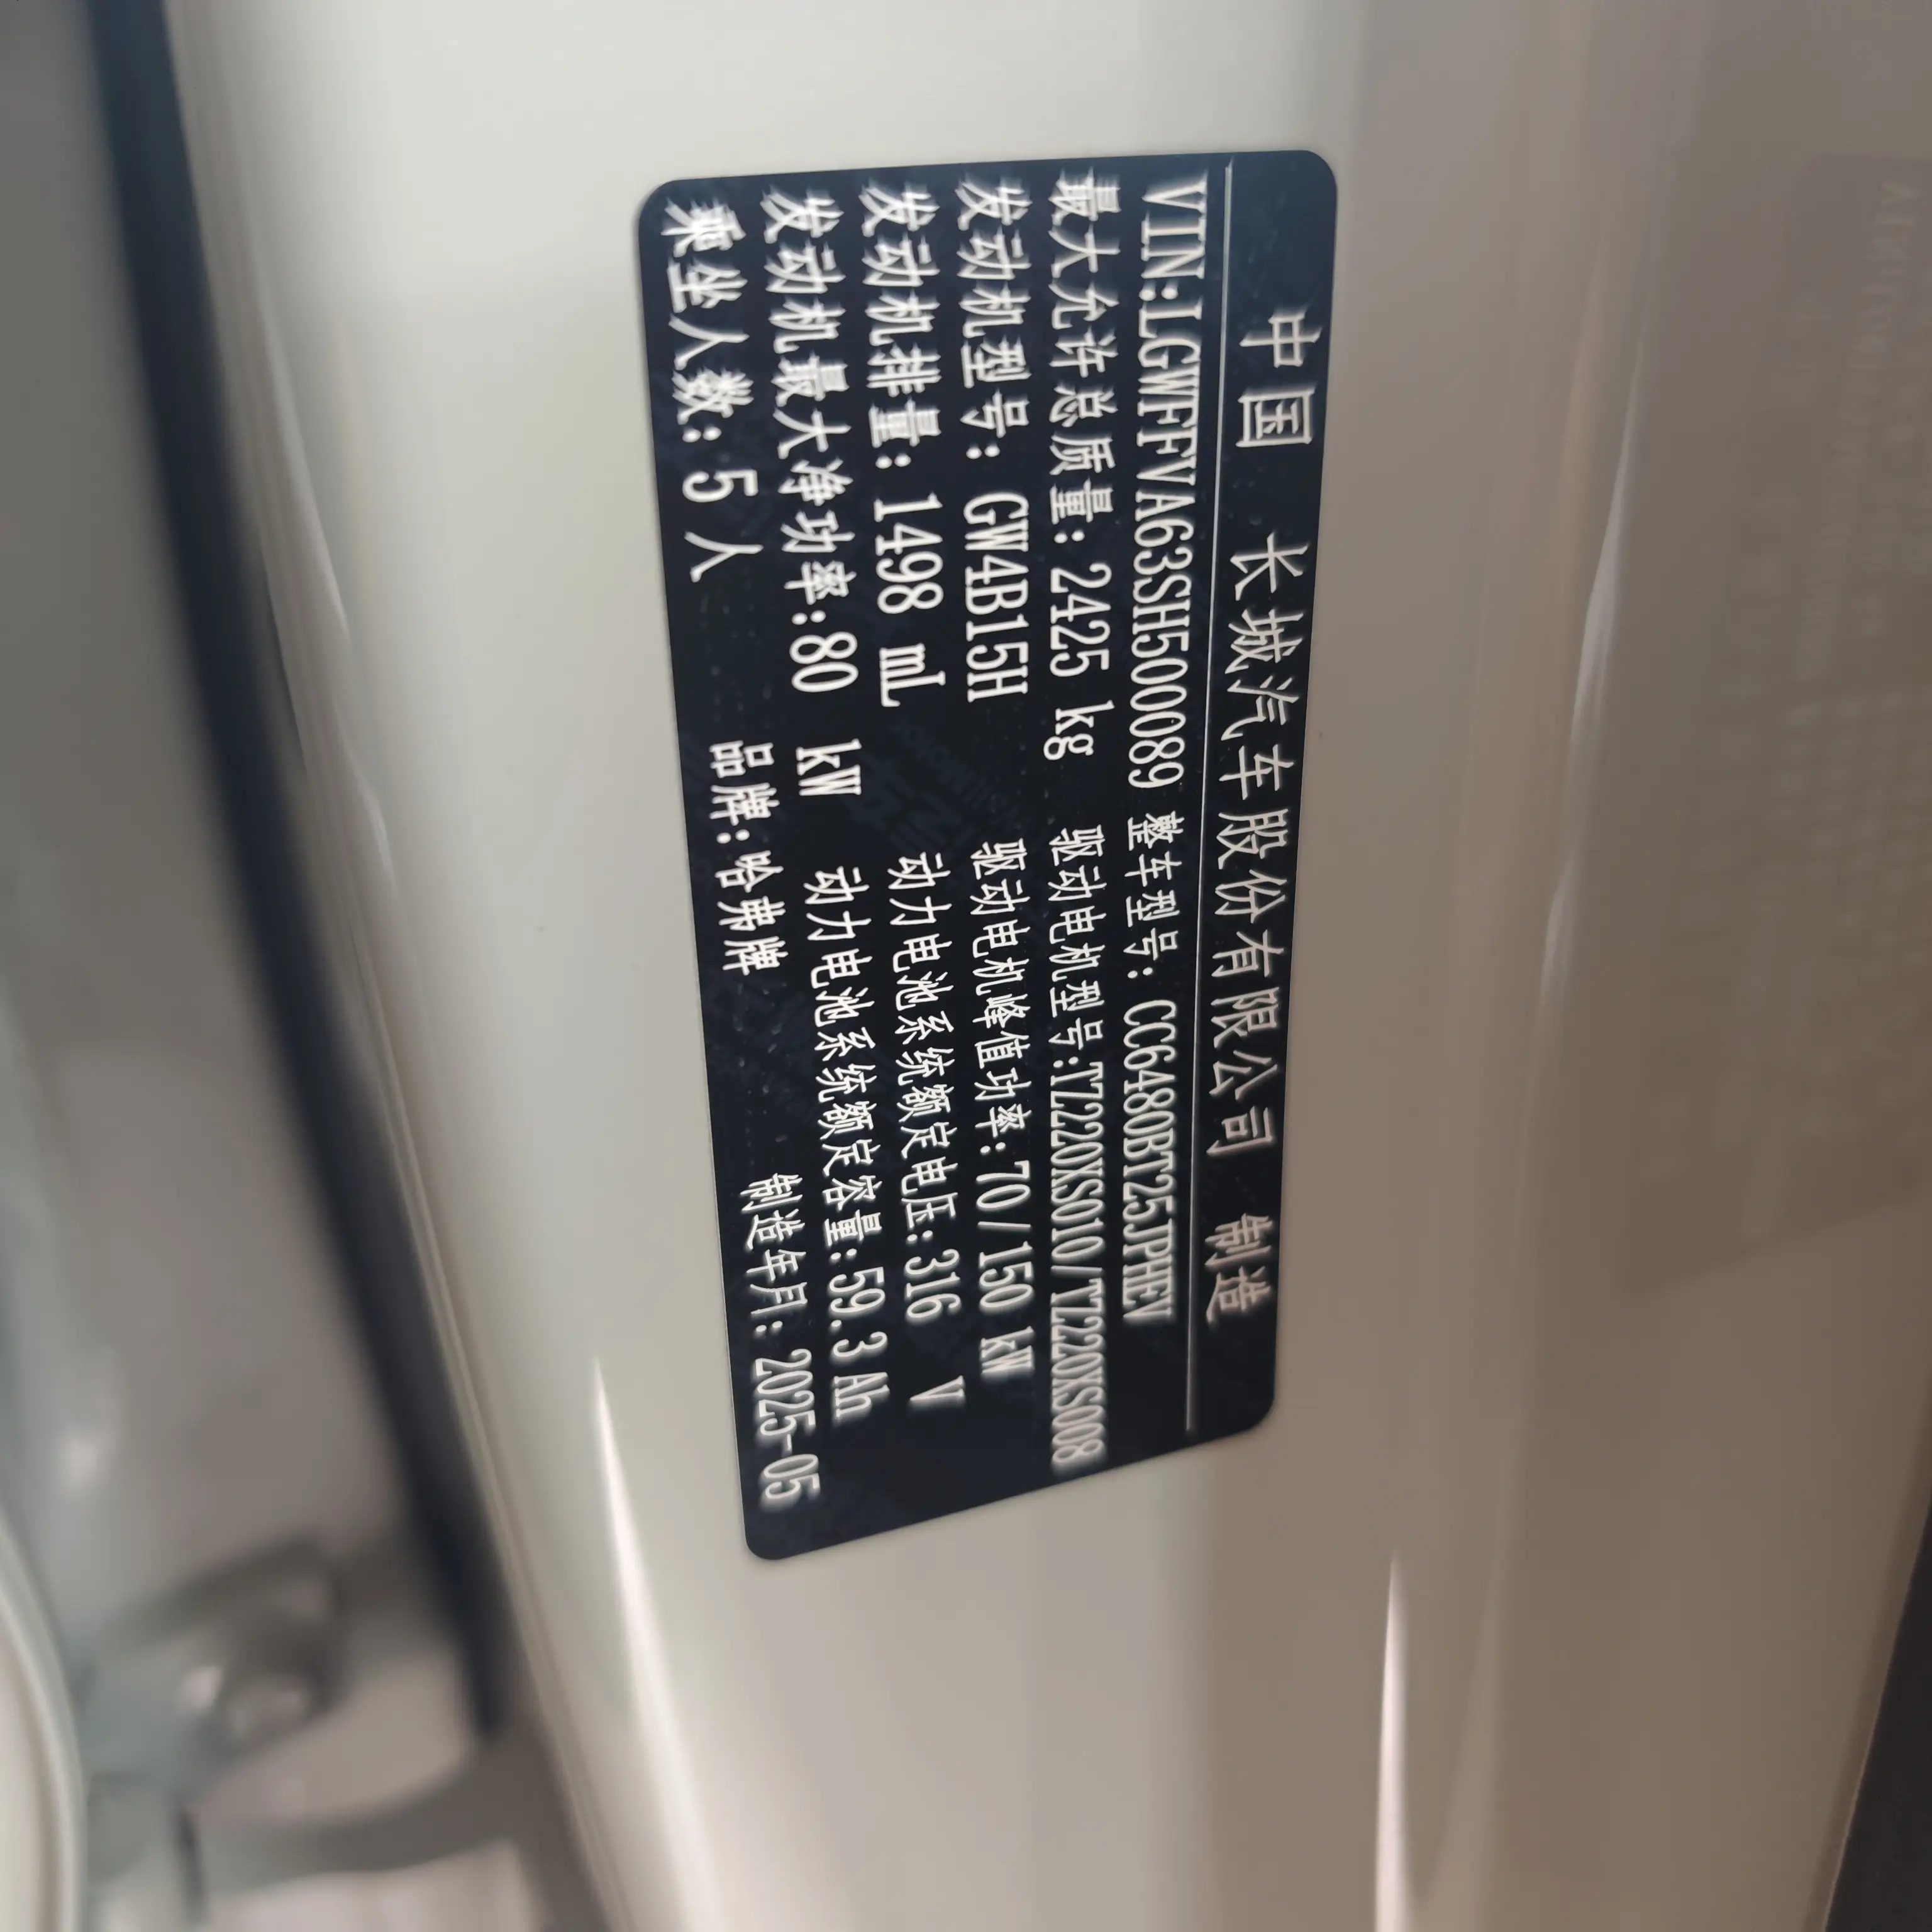 中国 长城汽车股份有限公司 制造
VIN:LGWFFVA63SH500089 整车型号: CC6480BT25JPHEV
最大允许总质量: 2425 kg 驱动电机型号:TZ220XS010/TZ220XS008
发动机型号: GW4B15H 驱动电机峰值功率:70/150 kW
发动机排量: 1498 mL 动力电池系统额定电压:316 V
发动机最大净功率:80 kW 动力电池系统额定容量:59.3 Ah
乘坐人数: 5 人 品牌:哈弗牌 制造年月: 2025-05